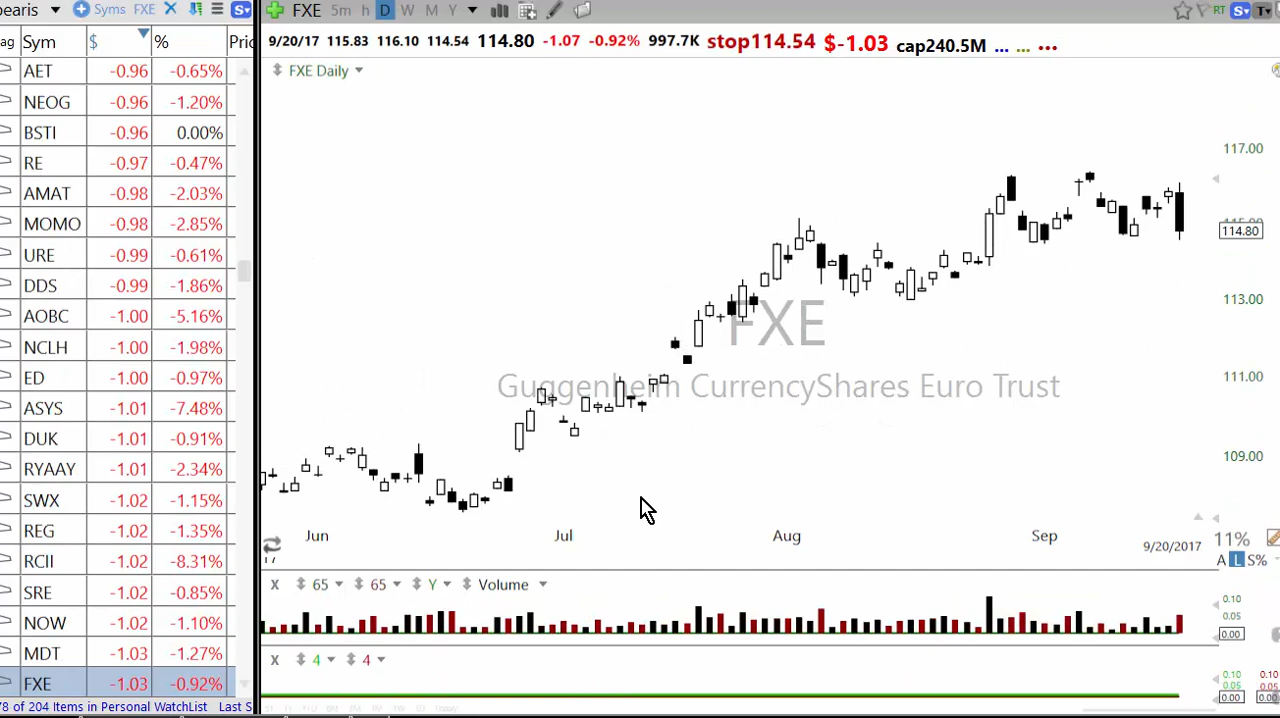 bearis Syms FXE
ag Sym $ % Pric
AET -0.96 -0.65%
NEOG -0.96 -1.20%
BSTI -0.96 0.00%
RE -0.97 -0.47%
AMAT -0.98 -2.03%
MOMO -0.98 -2.85%
URE -0.99 -0.61%
DDS -0.99 -1.86%
AOBC -1.00 -5.16%
NCLH -1.00 -1.98%
ED -1.00 -0.97%
ASYS -1.01 -7.48%
DUK -1.01 -0.91%
RYAAY -1.01 -2.34%
SWX -1.02 -1.15%
REG -1.02 -1.35%
RCII -1.02 -8.31%
SRE -1.02 -0.85%
NOW -1.02 -1.10%
MDT -1.03 -1.27%
FXE -1.03 -0.92%
78 of 204 Items in Personal WatchList Last S
FXE 5m h D W M Y RT S T
9/20/17 115.83 116.10 114.54 114.80 -1.07 -0.92% 997.7K stop114.54 $-1.03 cap240.5M ... ... ...
FXE Daily
117.00
114.80
113.00
111.00
109.00
FXE
Guggenheim CurrencyShares Euro Trust
Jun Jul Aug Sep 9/20/2017
11%
A L S%
X 65 65 Y Volume
0.10
0.05
0.00
X 4 4
0.10 0.10
0.05 0.05
0.00 0.00